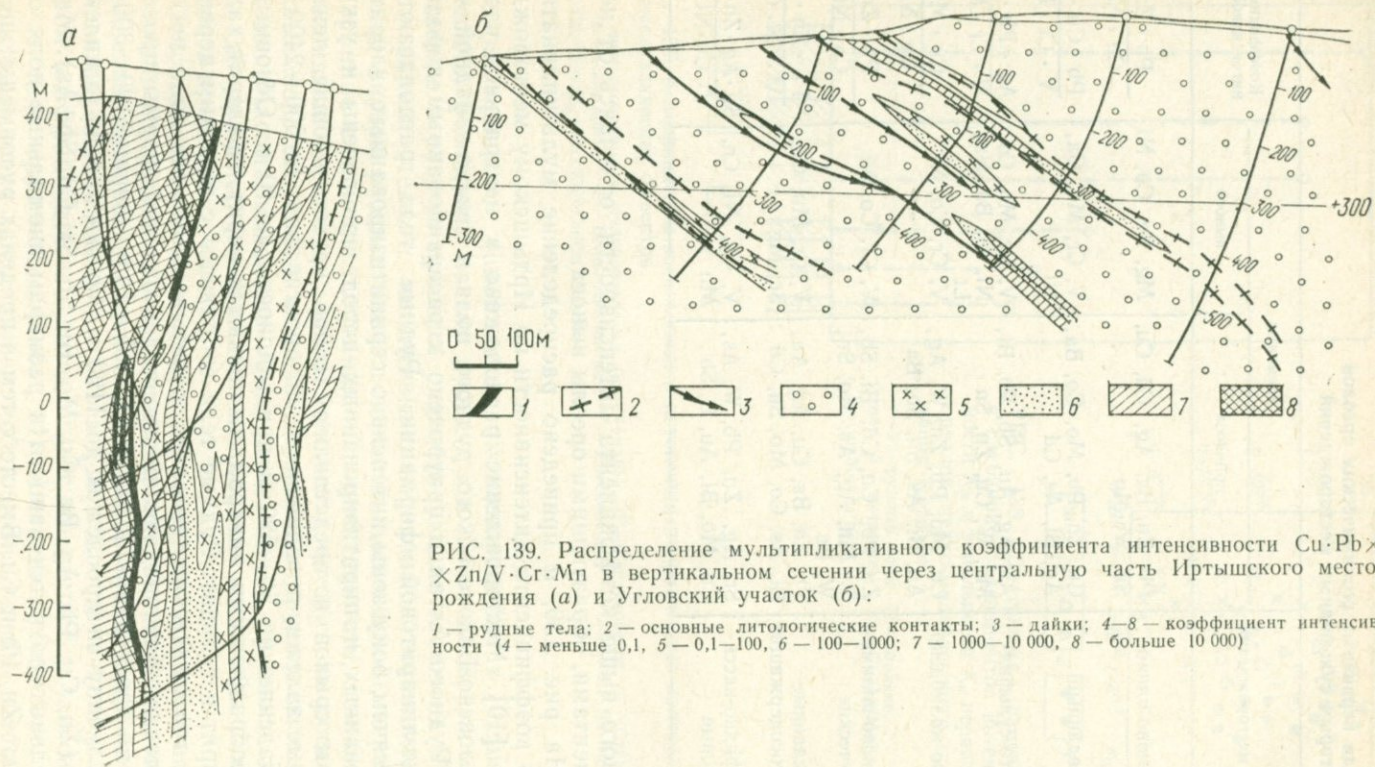 а
м
400
300
200
100
0
-100
-200
-300
-400
б
100
200
300
м
100
200
300
400
100
200
300
400
100
200
300
400
100
200
300
400
500
+300
0 50 100м
1 2 3 4 5 6 7 8
РИС. 139. Распределение мультипликативного коэффициента интенсивности Cu·Pb×
×Zn/V·Cr·Mn в вертикальном сечении через центральную часть Иртышского место
рождения (а) и Угловский участок (б):
1 — рудные тела; 2 — основные литологические контакты; 3 — дайки; 4—8 — коэффициент интенсив
ности (4 — меньше 0,1, 5 — 0,1—100, 6 — 100—1000; 7 — 1000—10 000, 8 — больше 10 000)